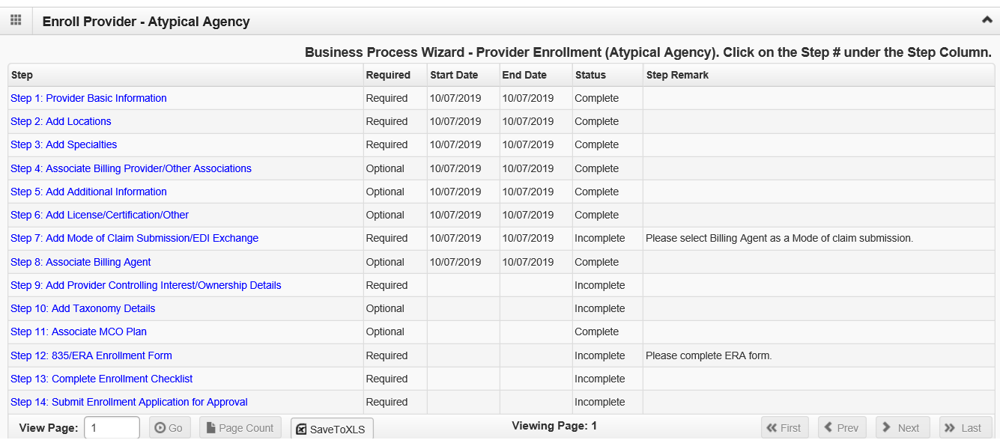 Enroll Provider - Atypical Agency
Business Process Wizard - Provider Enrollment (Atypical Agency). Click on the Step # under the Step Column.
Step Required Start Date End Date Status Step Remark
Step 1: Provider Basic Information Required 10/07/2019 10/07/2019 Complete
Step 2: Add Locations Required 10/07/2019 10/07/2019 Complete
Step 3: Add Specialties Required 10/07/2019 10/07/2019 Complete
Step 4: Associate Billing Provider/Other Associations Optional 10/07/2019 10/07/2019 Complete
Step 5: Add Additional Information Optional 10/07/2019 10/07/2019 Complete
Step 6: Add License/Certification/Other Optional 10/07/2019 10/07/2019 Complete
Step 7: Add Mode of Claim Submission/EDI Exchange Required 10/07/2019 10/07/2019 Incomplete Please select Billing Agent as a Mode of claim submission.
Step 8: Associate Billing Agent Optional 10/07/2019 10/07/2019 Complete
Step 9: Add Provider Controlling Interest/Ownership Details Required Incomplete
Step 10: Add Taxonomy Details Optional Incomplete
Step 11: Associate MCO Plan Optional Complete
Step 12: 835/ERA Enrollment Form Required Incomplete Please complete ERA form.
Step 13: Complete Enrollment Checklist Required Incomplete
Step 14: Submit Enrollment Application for Approval Required Incomplete
View Page: 1 Go Page Count SaveToXLS Viewing Page: 1 First Prev Next Last